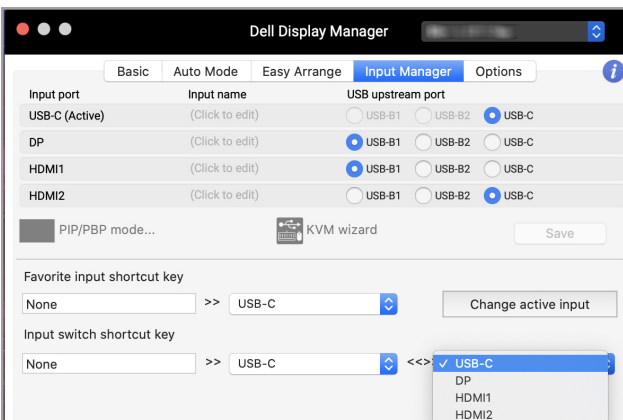 Dell Display Manager
Basic Auto Mode Easy Arrange Input Manager Options i
Input port Input name USB upstream port
USB-C (Active) (Click to edit) USB-B1 USB-B2 USB-C
DP (Click to edit) USB-B1 USB-B2 USB-C
HDMI1 (Click to edit) USB-B1 USB-B2 USB-C
HDMI2 (Click to edit) USB-B1 USB-B2 USB-C
PIP/PBP mode... KVM wizard Save
Favorite input shortcut key
None >> USB-C Change active input
Input switch shortcut key
None >> USB-C <<> ✓ USB-C
DP
HDMI1
HDMI2